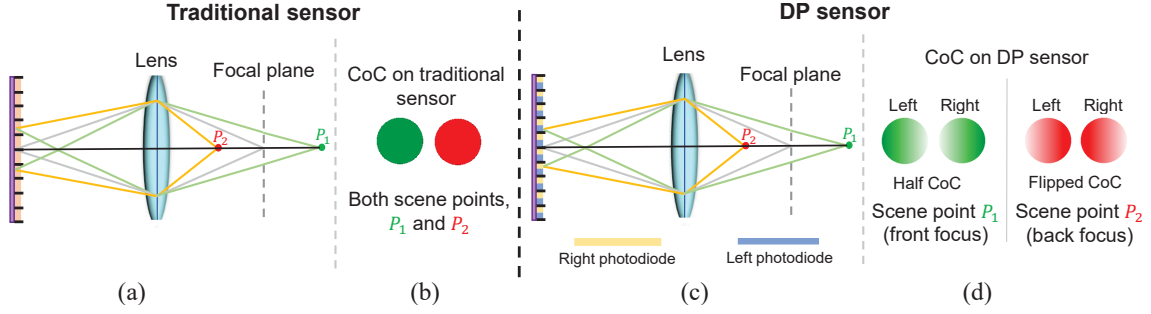 Traditional sensor
Lens
Focal plane
P₂
P₁
CoC on traditional
sensor
Both scene points,
P₁ and P₂
(a)
(b)
DP sensor
Lens
Focal plane
P₂
P₁
Right photodiode
Left photodiode
CoC on DP sensor
Left Right
Left Right
Half CoC
Flipped CoC
Scene point P₁
(front focus)
Scene point P₂
(back focus)
(c)
(d)